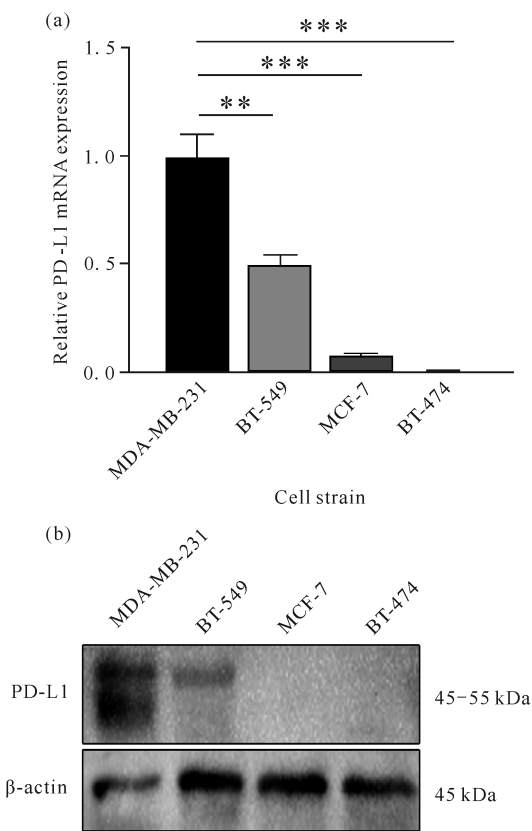 (a)
***
***
**
1.5
1.0
0.5
0.0
Relative PD-L1 mRNA expression
MDA-MB-231
BT-549
MCF-7
BT-474
Cell strain
(b)
MDA-MB-231
BT-549
MCF-7
BT-474
PD-L1
45-55 kDa
β-actin
45 kDa